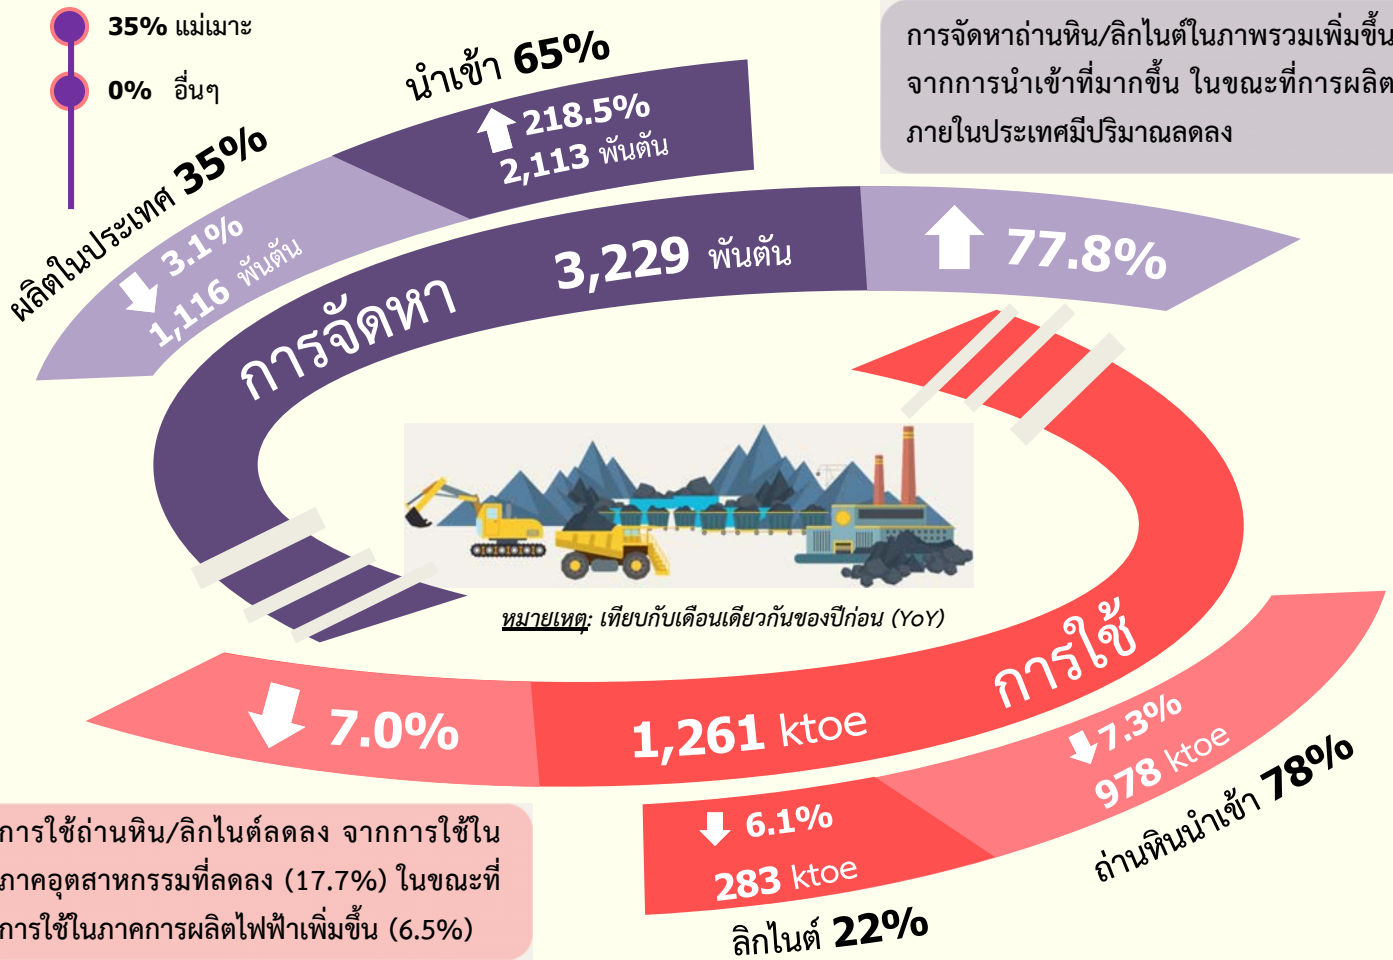 35% แม่เมาะ
0% อื่นๆ
นำเข้า 65%
218.5%
2,113 พันตัน
ผลิตในประเทศ 35%
3.1%
1,116 พันตัน
การจัดหาถ่านหิน/ลิกไนต์ในภาพรวมเพิ่มขึ้น
จากการนำเข้าที่มากขึ้น ในขณะที่การผลิต
ภายในประเทศมีปริมาณลดลง
การจัดหา
3,229 พันตัน
77.8%
หมายเหตุ: เทียบกับเดือนเดียวกันของปีก่อน (YoY)
การใช้
1,261 ktoe
7.0%
7.3%
978 ktoe
ถ่านหินนำเข้า 78%
6.1%
283 ktoe
ลิกไนต์ 22%
การใช้ถ่านหิน/ลิกไนต์ลดลง จากการใช้ใน
ภาคอุตสาหกรรมที่ลดลง (17.7%) ในขณะที่
การใช้ในภาคการผลิตไฟฟ้าเพิ่มขึ้น (6.5%)